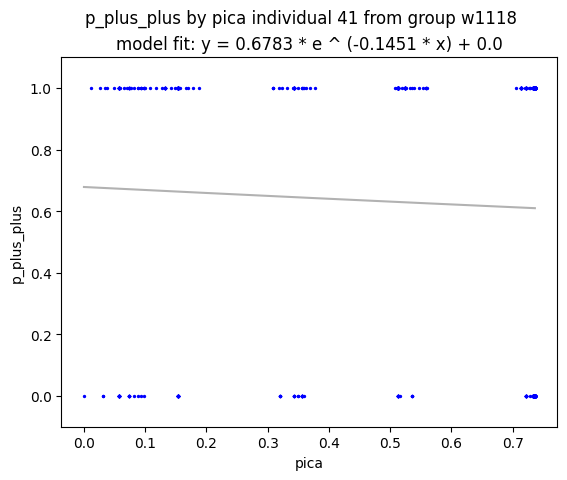 p_plus_plus by pica individual 41 from group w1118
model fit: y = 0.6783 * e ^ (-0.1451 * x) + 0.0
1.0
0.8
0.6
0.4
0.2
0.0
p_plus_plus
0.0 0.1 0.2 0.3 0.4 0.5 0.6 0.7
pica